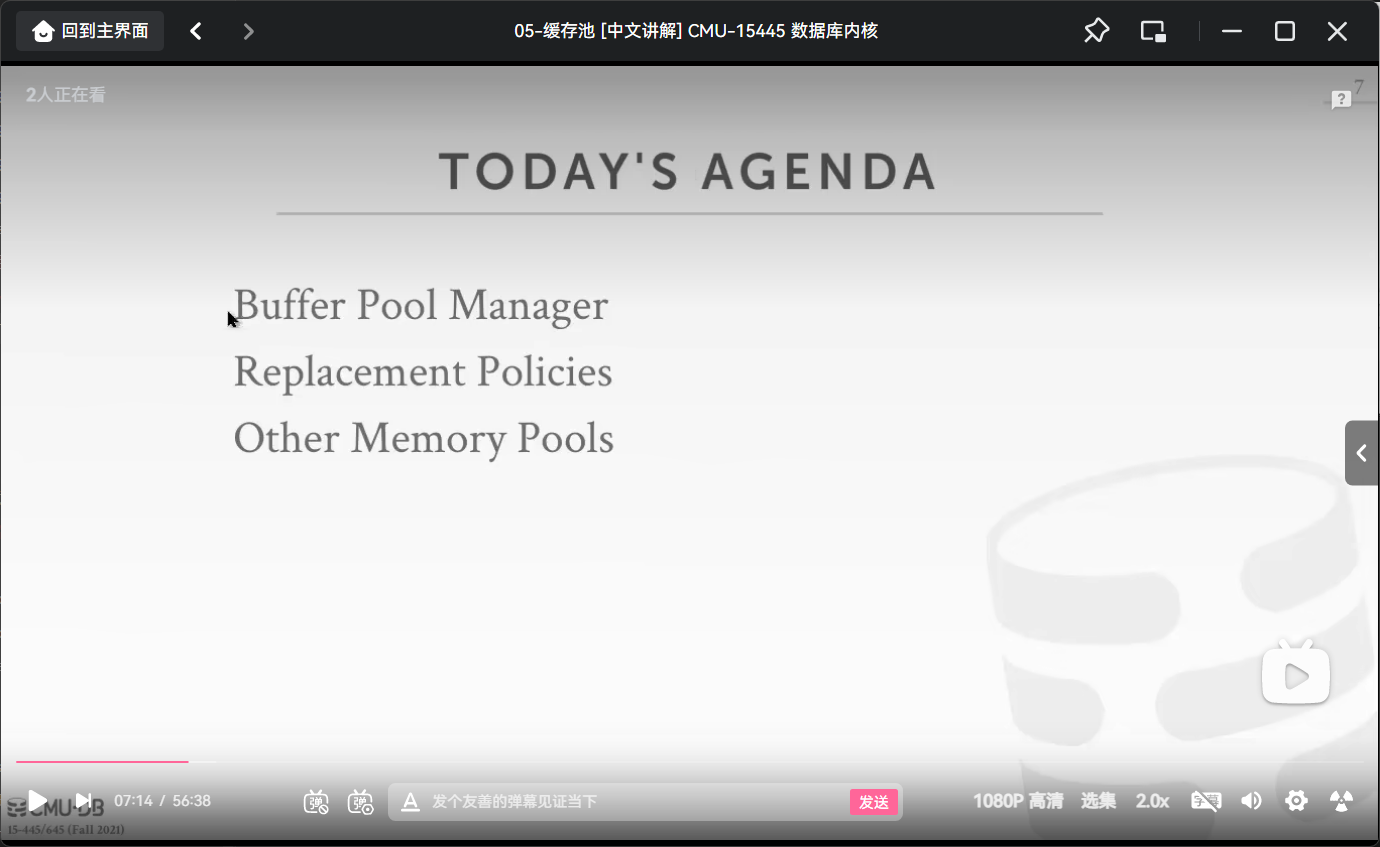 回到主界面
05-缓存池 [中文讲解] CMU-15445 数据库内核
2人正在看
7
?
TODAY'S AGENDA
Buffer Pool Manager
Replacement Policies
Other Memory Pools
CMU·DB
15-445/645 (Fall 2021)
07:14 / 56:38
弹
弹
A 发个友善的弹幕见证当下
发送
1080P 高清
选集
2.0x
字幕